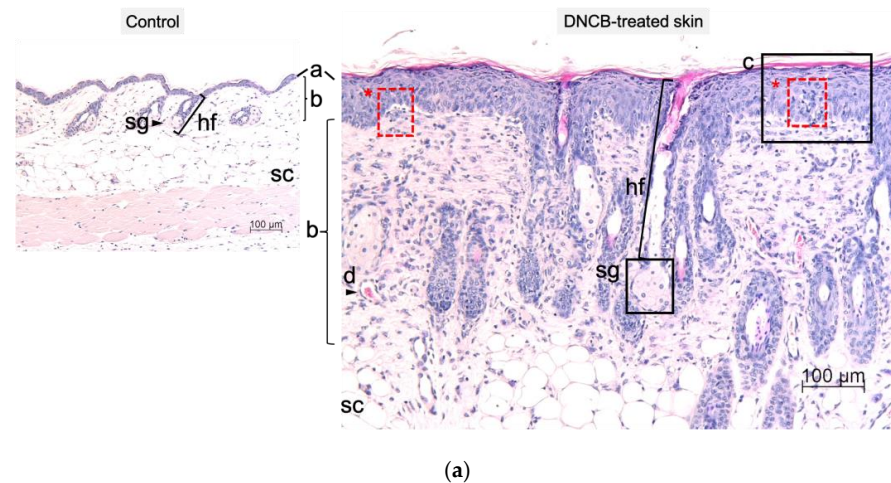 Control
DNCB-treated skin
a
b
sg
hf
sc
100 µm
*
*
c
hf
b
sg
d
sc
100 µm
(a)